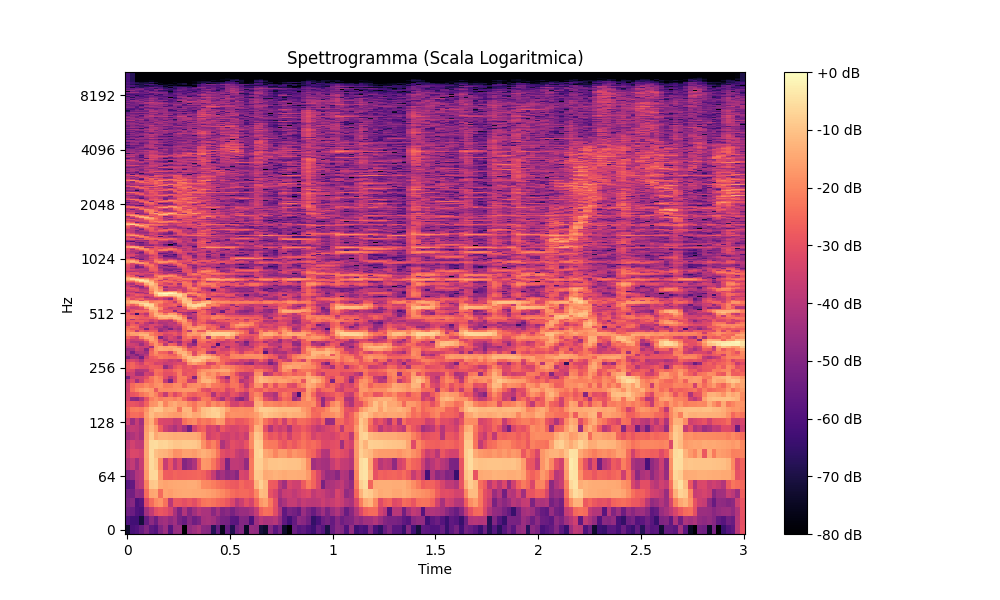 Spettrogramma (Scala Logaritmica)
Hz
8192
4096
2048
1024
512
256
128
64
0
0
0.5
1
1.5
2
2.5
3
Time
+0 dB
-10 dB
-20 dB
-30 dB
-40 dB
-50 dB
-60 dB
-70 dB
-80 dB